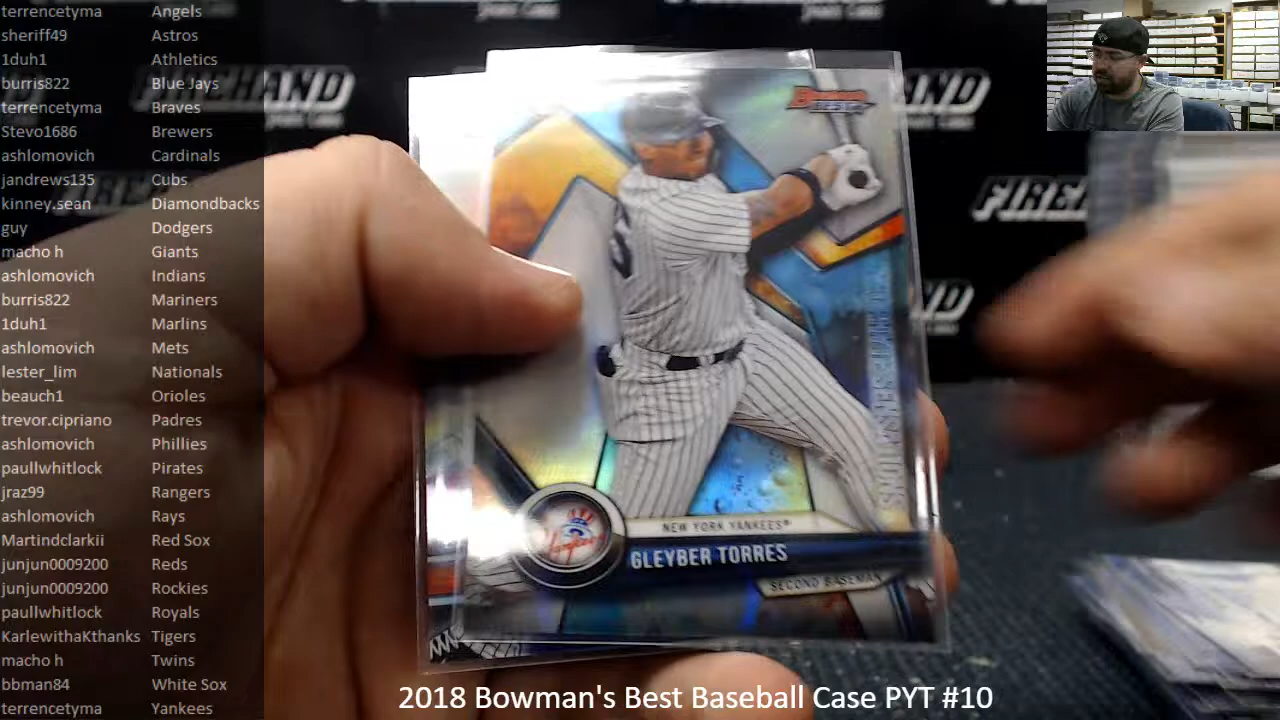 terrencetyma Angels
sheriff49 Astros
1duh1 Athletics
burris822 Blue Jays
terrencetyma Braves
Stevo1686 Brewers
ashlomovich Cardinals
jandrews135 Cubs
kinney.sean Diamondbacks
guy Dodgers
macho h Giants
ashlomovich Indians
burris822 Mariners
1duh1 Marlins
ashlomovich Mets
lester_lim Nationals
beauch1 Orioles
trevor.cipriano Padres
ashlomovich Phillies
paullwhitlock Pirates
jraz99 Rangers
ashlomovich Rays
Martindclarkii Red Sox
junjun0009200 Reds
junjun0009200 Rockies
paullwhitlock Royals
KarlewithaKthanks Tigers
macho h Twins
bbman84 White Sox
terrencetyma Yankees
FIREHAND
Bowman's
BEST
NEW YORK YANKEES®
GLEYBER TORRES
SECOND BASEMAN
2018 Bowman's Best Baseball Case PYT #10